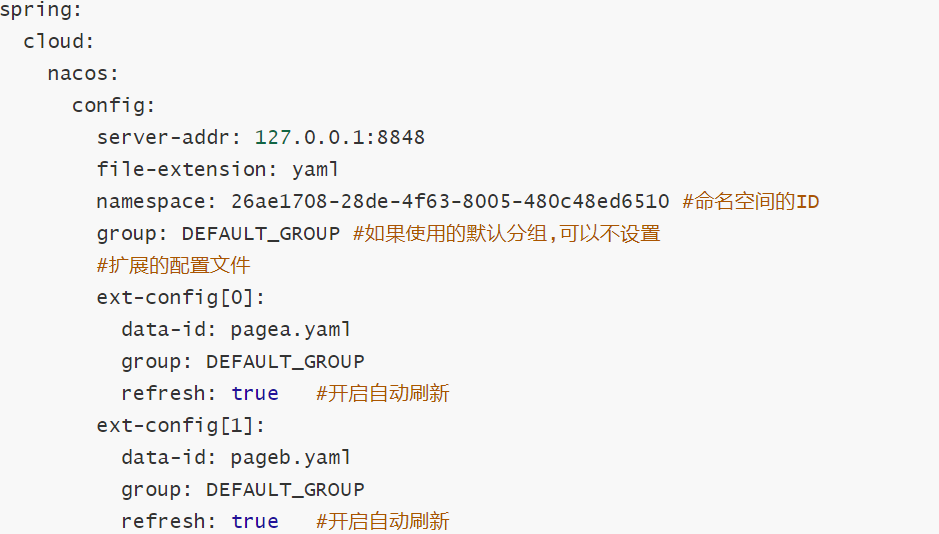 spring:
  cloud:
    nacos:
      config:
        server-addr: 127.0.0.1:8848
        file-extension: yaml
        namespace: 26ae1708-28de-4f63-8005-480c48ed6510 #命名空间的ID
        group: DEFAULT_GROUP #如果使用的默认分组,可以不设置
        #扩展的配置文件
        ext-config[0]:
          data-id: pagea.yaml
          group: DEFAULT_GROUP
          refresh: true   #开启自动刷新
        ext-config[1]:
          data-id: pageb.yaml
          group: DEFAULT_GROUP
          refresh: true   #开启自动刷新